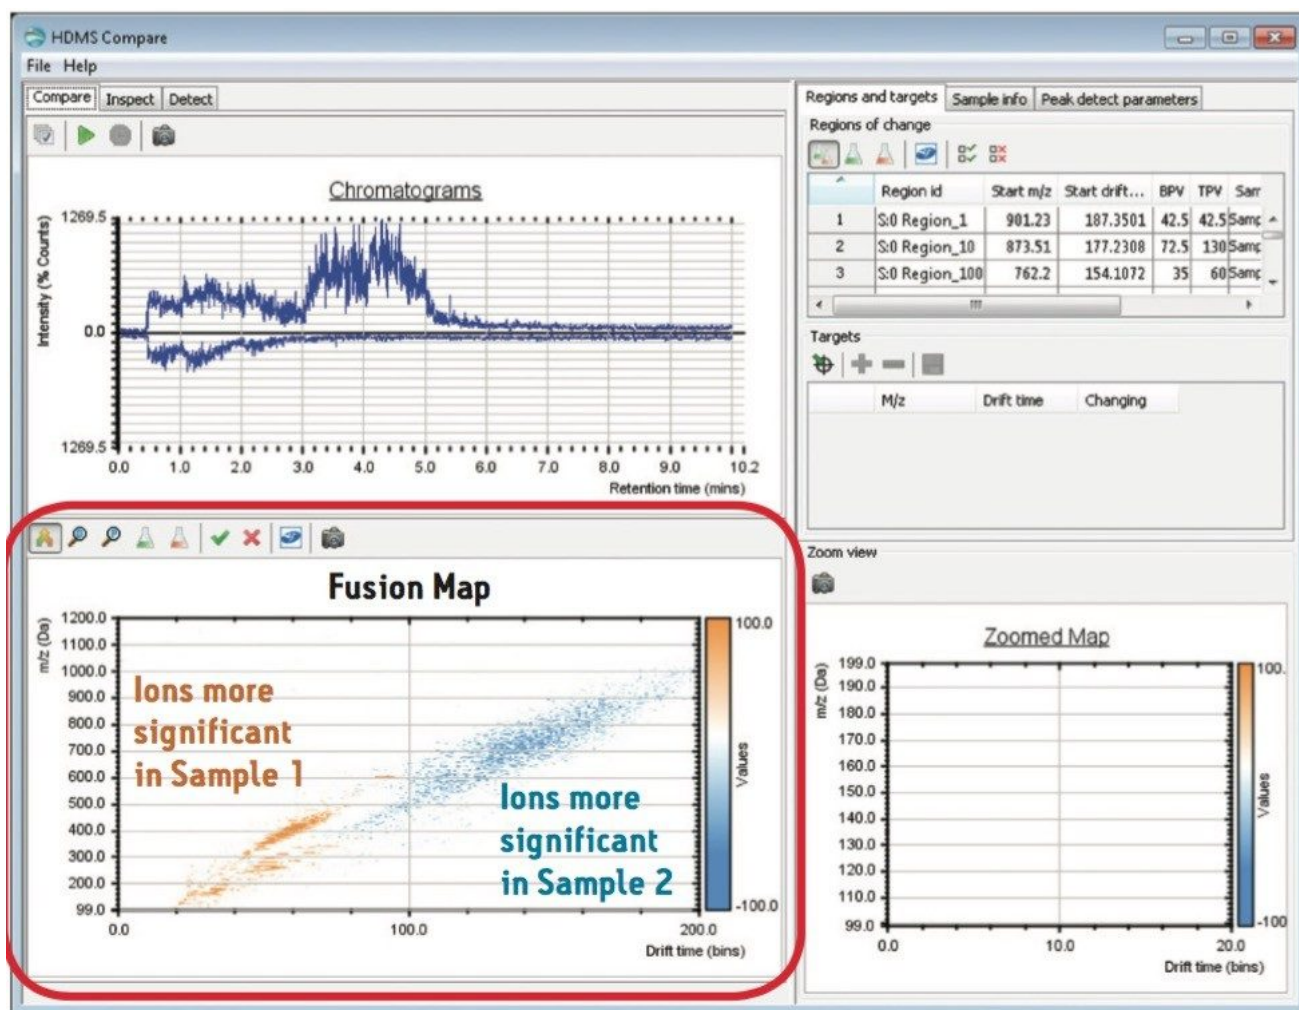 HDMS Compare
File Help
Compare Inspect Detect
Chromatograms
Intensity (% Counts)
1269.5
0.0
1269.5
0.0 1.0 2.0 3.0 4.0 5.0 6.0 7.0 8.0 9.0 10.2
Retention time (mins)
Fusion Map
m/z (Da)
1200.0
1100.0
1000.0
900.0
800.0
700.0
600.0
500.0
400.0
300.0
200.0
99.0
0.0 100.0 200.0
Drift time (bins)
Ions more
significant
in Sample 1
Ions more
significant
in Sample 2
100.0
Values
-100.0
Regions and targets Sample info Peak detect parameters
Regions of change
Region id Start m/z Start drift... BPV TPV Sam
1 S:0 Region_1 901.23 187.3501 42.5 42.5 Samp
2 S:0 Region_10 873.51 177.2308 72.5 130 Samp
3 S:0 Region_100 762.2 154.1072 35 60 Samp
Targets
M/z Drift time Changing
Zoom view
Zoomed Map
m/z (Da)
199.0
190.0
180.0
170.0
160.0
150.0
140.0
130.0
120.0
110.0
99.0
0.0 10.0 20.0
Drift time (bins)
100.
Values
-100